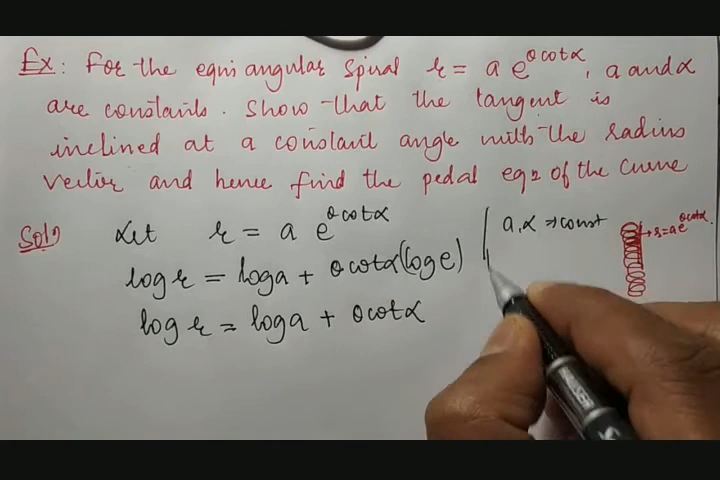 Ex: For the equiangular spiral r = a e^θcotα, a and α
are constants. Show that the tangent is
inclined at a constant angle with the radius
vector and hence find the pedal eqn of the curve
Solⁿ Let r = a e^θcotα a, α → const → r = a e^θcotα
log r = log a + θcotα(log e)
log r = log a + θcotα